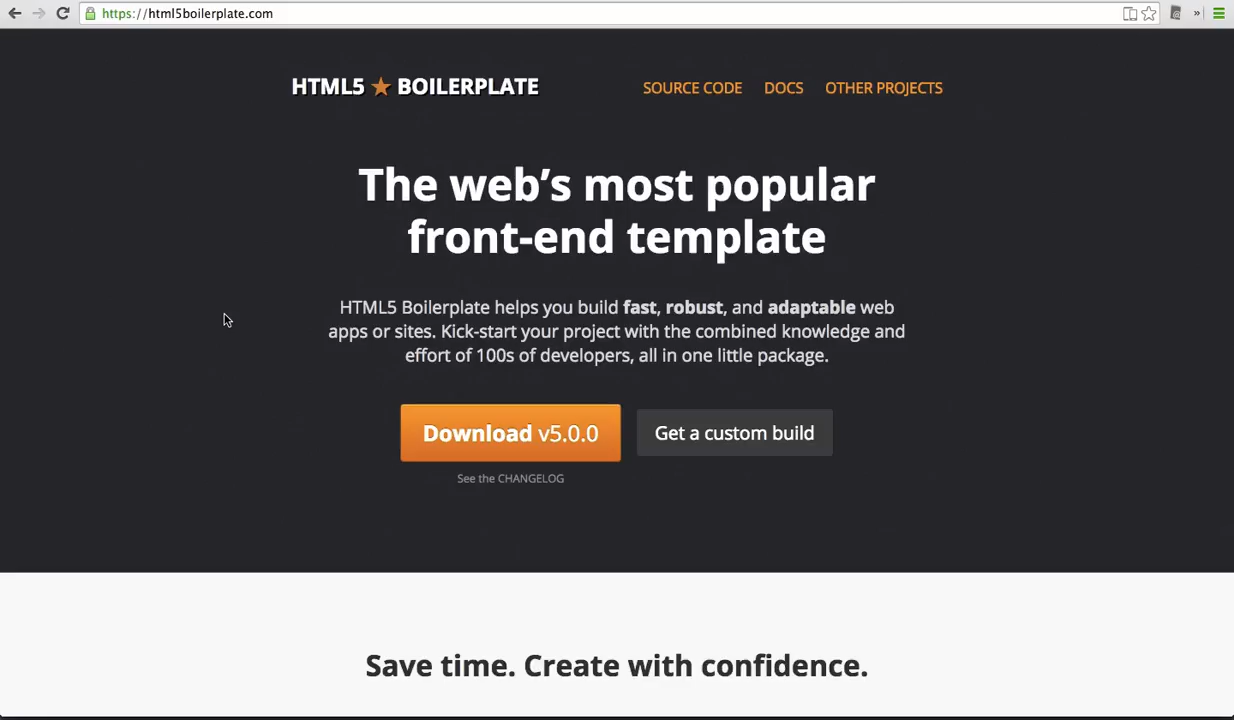 https://html5boilerplate.com
HTML5 ★ BOILERPLATE
SOURCE CODE DOCS OTHER PROJECTS
The web’s most popular
front-end template
HTML5 Boilerplate helps you build fast, robust, and adaptable web
apps or sites. Kick-start your project with the combined knowledge and
effort of 100s of developers, all in one little package.
Download v5.0.0
Get a custom build
See the CHANGELOG
Save time. Create with confidence.